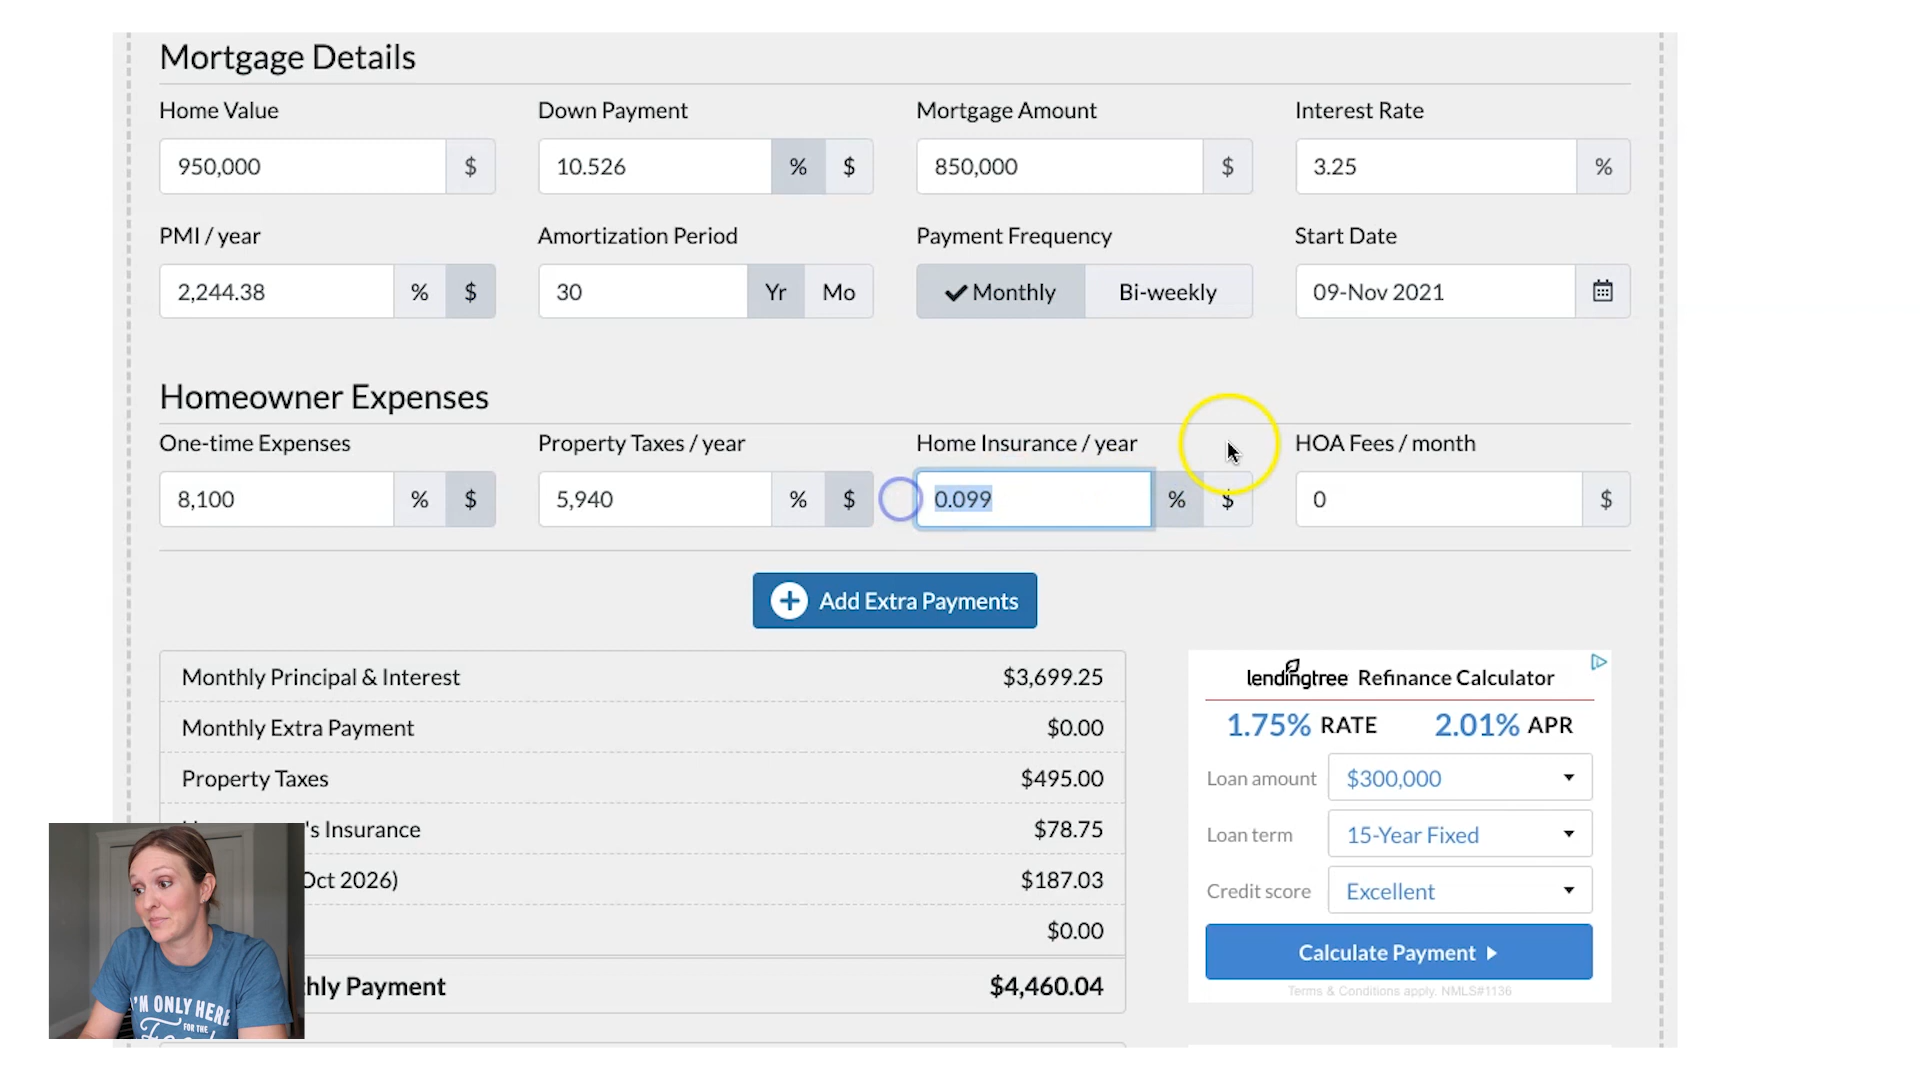 Mortgage Details
Home Value Down Payment Mortgage Amount Interest Rate
950,000 $ 10.526 % $ 850,000 $ 3.25 %
PMI / year Amortization Period Payment Frequency Start Date
2,244.38 % $ 30 Yr Mo Monthly Bi-weekly 09-Nov 2021
Homeowner Expenses
One-time Expenses Property Taxes / year Home Insurance / year HOA Fees / month
8,100 % $ 5,940 % $ 0.099 % $ 0 $
Add Extra Payments
Monthly Principal & Interest $3,699.25
Monthly Extra Payment $0.00
Property Taxes $495.00
's Insurance $78.75
Oct 2026) $187.03
$0.00
hly Payment $4,460.04
lendingtree Refinance Calculator
1.75% RATE 2.01% APR
Loan amount $300,000
Loan term 15-Year Fixed
Credit score Excellent
Calculate Payment
Terms & Conditions apply. NMLS#1136
I'M ONLY HERE
FOR THE